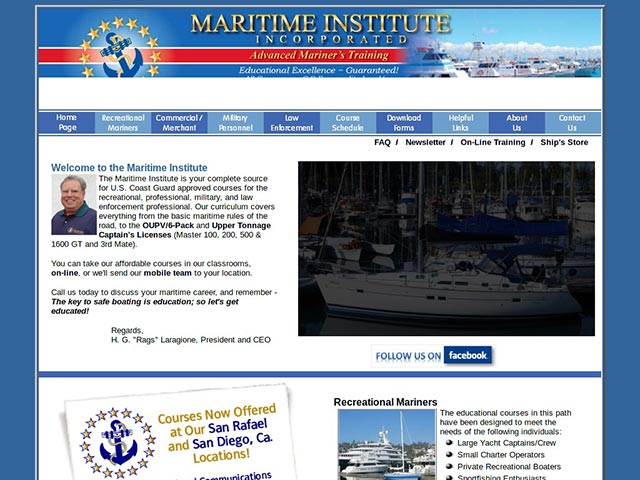 MARITIME INSTITUTE
INCORPORATED
Advanced Mariner's Training
Educational Excellence ~ Guaranteed!
Home Page
Recreational Mariners
Commercial / Merchant
Military Personnel
Law Enforcement
Course Schedule
Download Forms
Helpful Links
About Us
Contact Us
FAQ / Newsletter / On-Line Training / Ship's Store
Welcome to the Maritime Institute
The Maritime Institute is your complete source
for U.S. Coast Guard approved courses for the
recreational, professional, military, and law
enforcement professional. Our curriculum covers
everything from the basic maritime rules of the
road, to the OUPV/6-Pack and Upper Tonnage
Captain's Licenses (Master 100, 200, 500 &
1600 GT and 3rd Mate).
You can take our affordable courses in our classrooms,
on-line, or we'll send our mobile team to your location.
Call us today to discuss your maritime career, and remember -
The key to safe boating is education; so let's get
educated!
Regards,
H. G. "Rags" Laragione, President and CEO
FOLLOW US ON facebook
Courses Now Offered
at Our San Rafael
and San Diego, Ca.
Locations!
Communications
Recreational Mariners
The educational courses in this path
have been designed to meet the
needs of the following individuals:
Large Yacht Captains/Crew
Small Charter Operators
Private Recreational Boaters
Sportfishing Enthusiasts